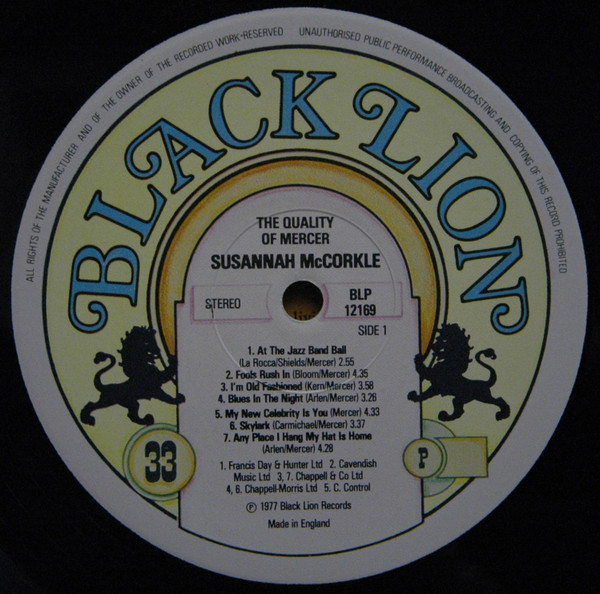 ALL RIGHTS OF THE MANUFACTURER AND OF THE OWNER OF THE RECORDED WORK-RESERVED UNAUTHORISED PUBLIC PERFORMANCE BROADCASTING AND COPYING OF THIS RECORD PROHIBITED
BLACK LION
THE QUALITY
OF MERCER
SUSANNAH McCORKLE
STEREO
BLP
12169
SIDE 1
1. At The Jazz Band Ball
(La Rocca/Shields/Mercer) 2.55
2. Fools Rush In (Bloom/Mercer) 4.35
3. I'm Old Fashioned (Kern/Mercer) 3.58
4. Blues In The Night (Arlen/Mercer) 3.26
5. My New Celebrity Is You (Mercer) 4.33
6. Skylark (Carmichael/Mercer) 3.37
7. Any Place I Hang My Hat Is Home
(Arlen/Mercer) 4.28
33
P
1. Francis Day & Hunter Ltd 2. Cavendish
Music Ltd 3, 7. Chappell & Co Ltd
4, 6. Chappell-Morris Ltd 5. C. Control
℗ 1977 Black Lion Records
Made in England